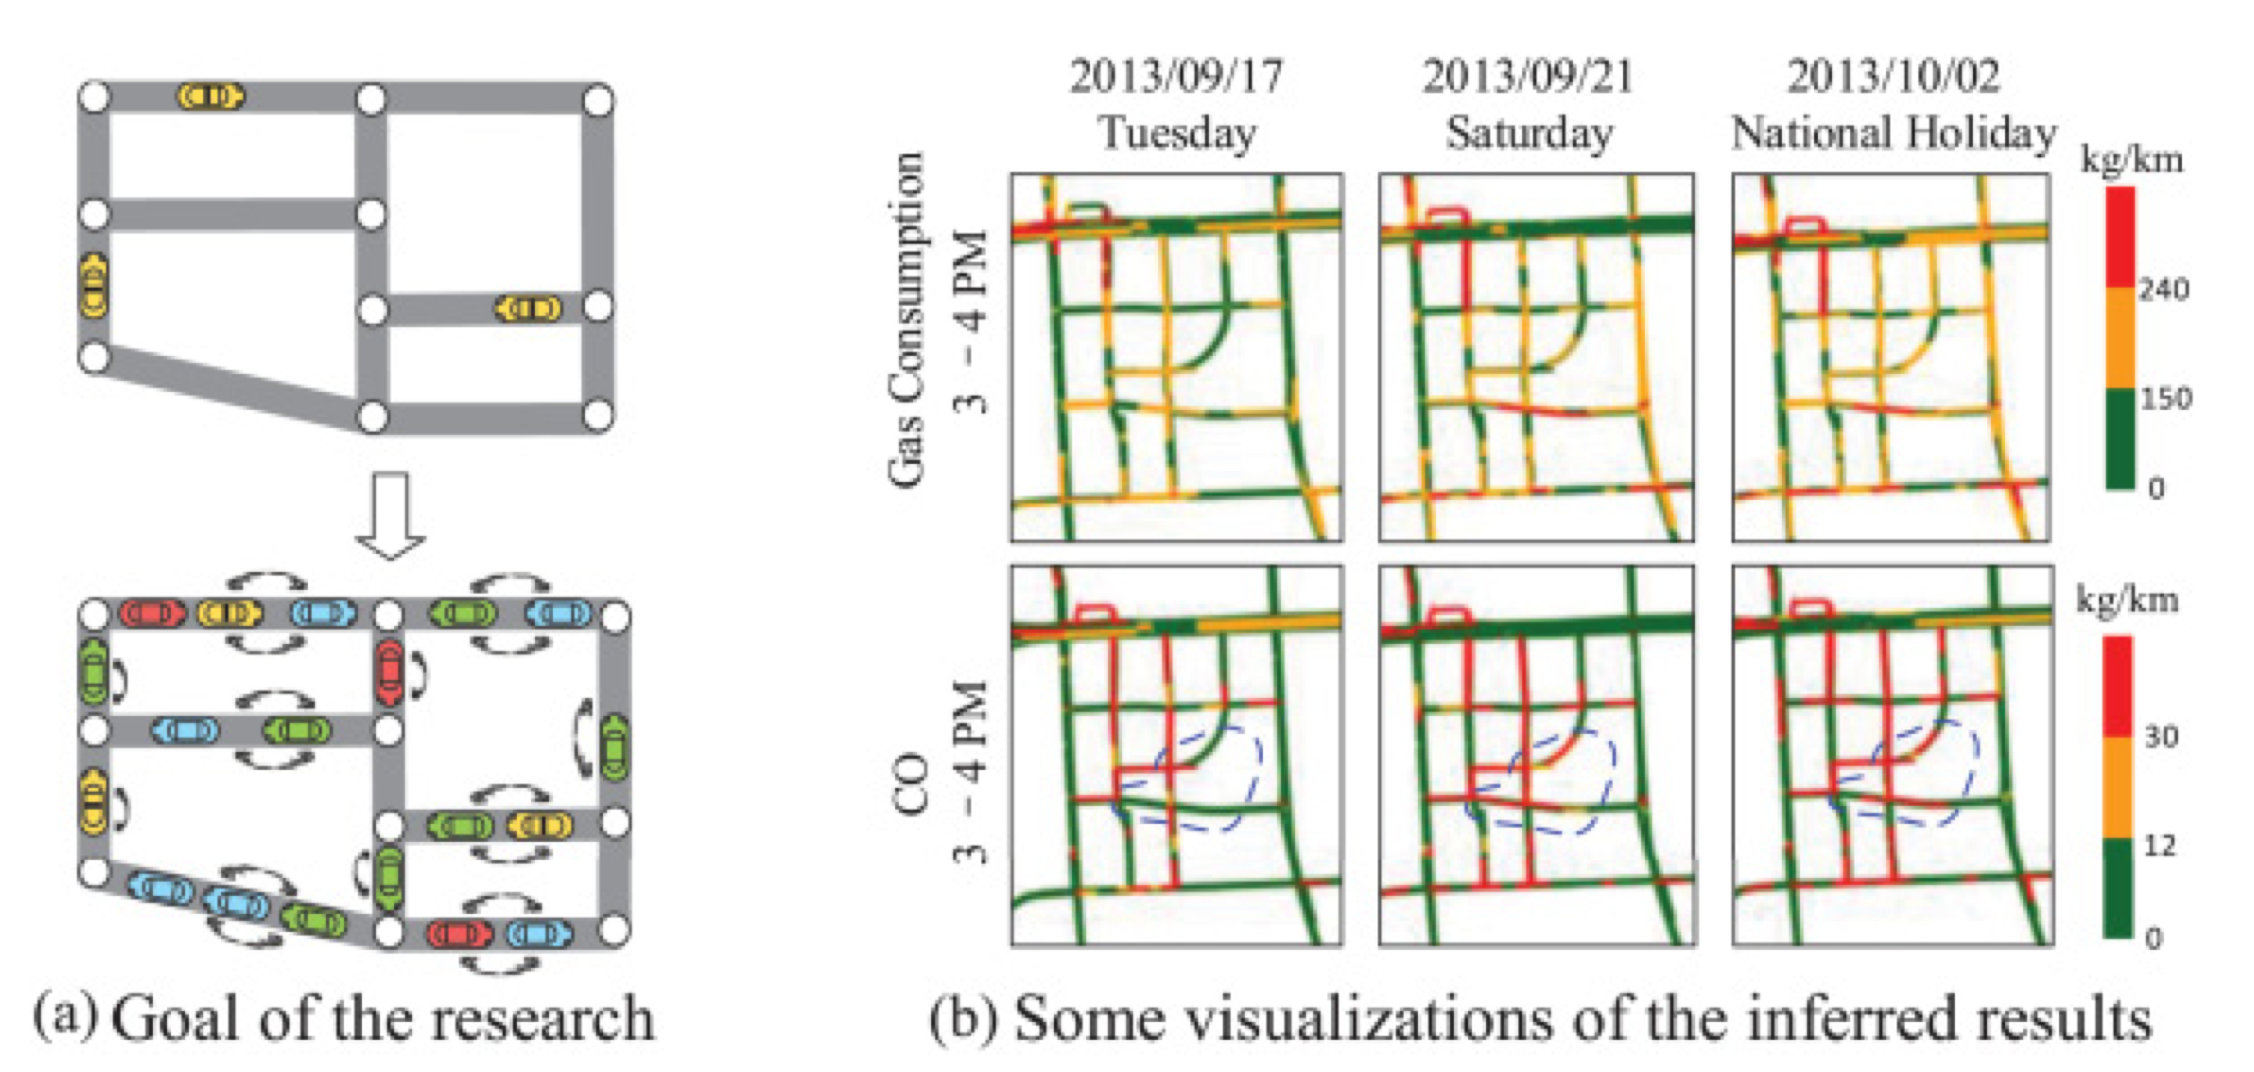 2013/09/17
Tuesday
2013/09/21
Saturday
2013/10/02
National Holiday
Gas Consumption
3 – 4 PM
kg/km
240
150
0
CO
3 – 4 PM
kg/km
30
12
0
(a) Goal of the research
(b) Some visualizations of the inferred results